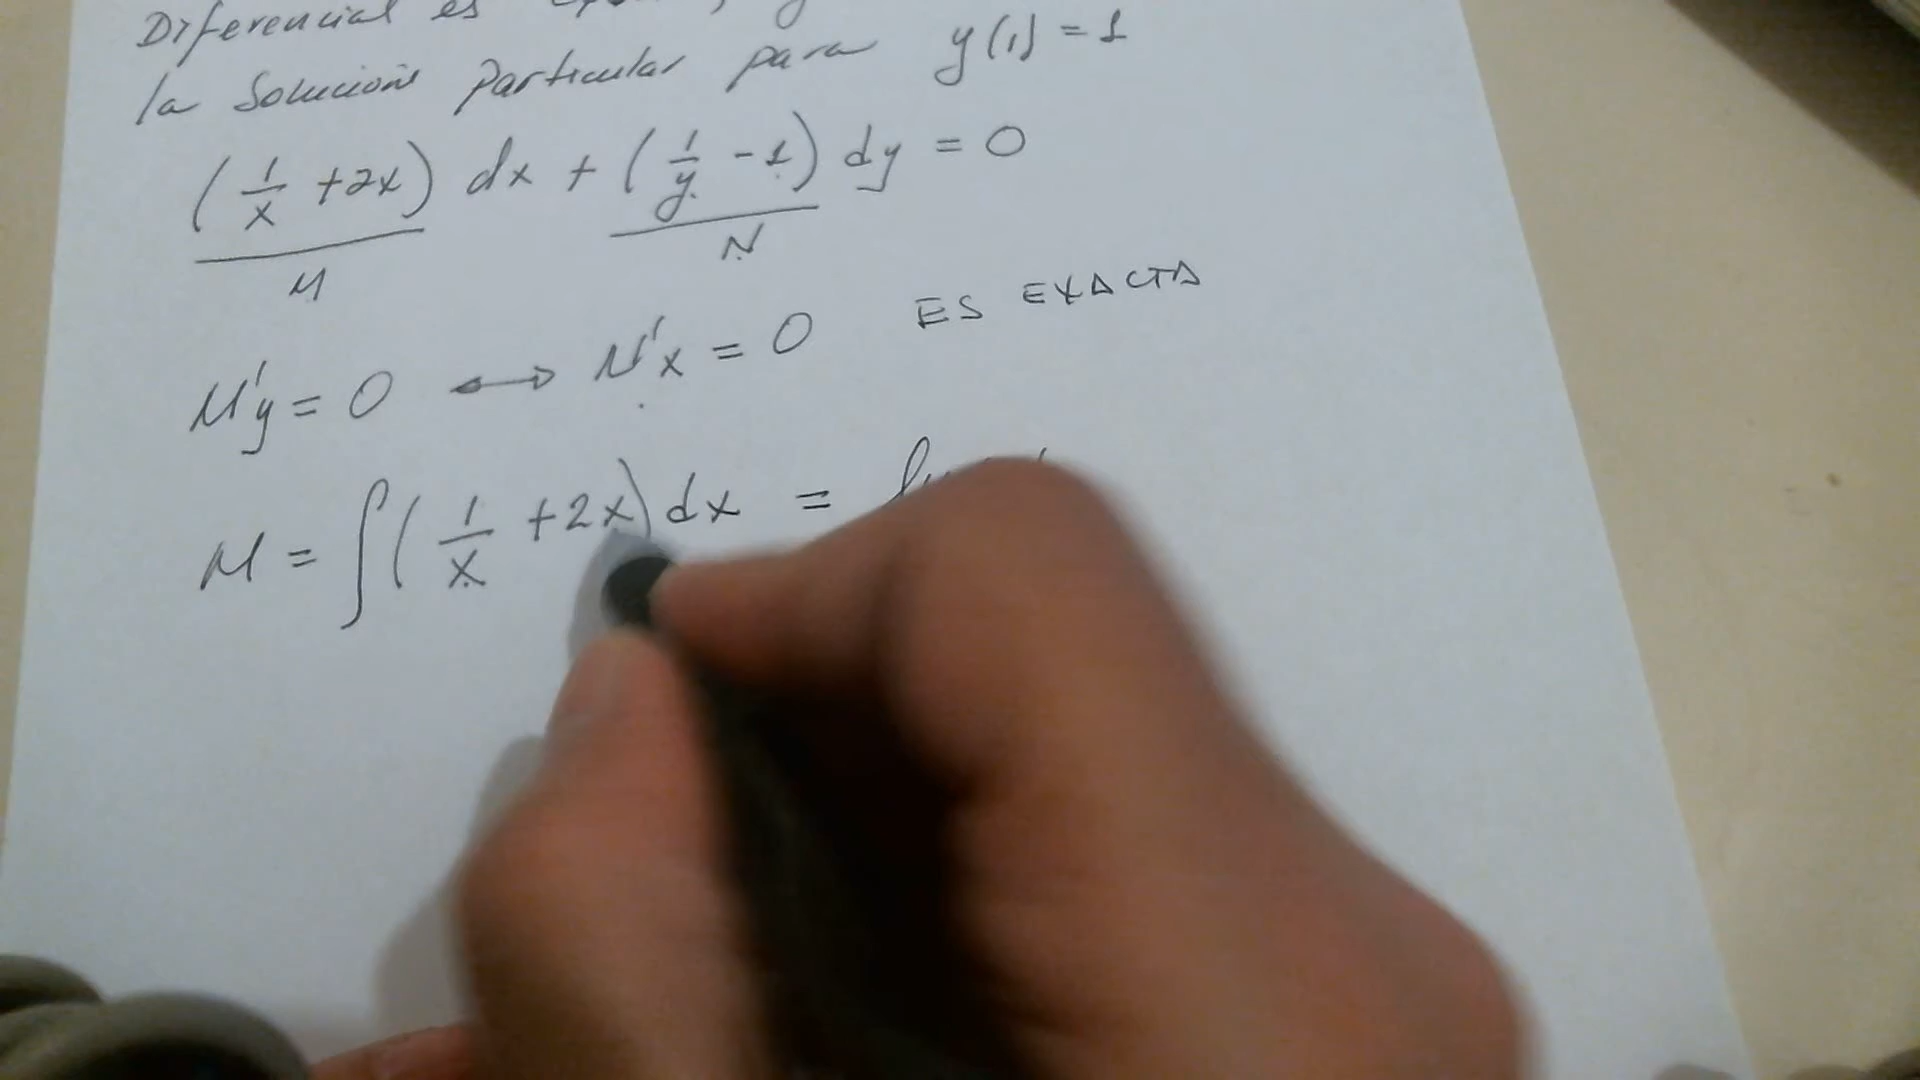 Diferencial es
la Solución Particular para y(1) = 1
(1/x + 2x) dx + (1/y - 1) dy = 0
M N
M'y = 0 ↔ N'x = 0 ES EXACTA
M = ∫(1/x + 2x) dx =